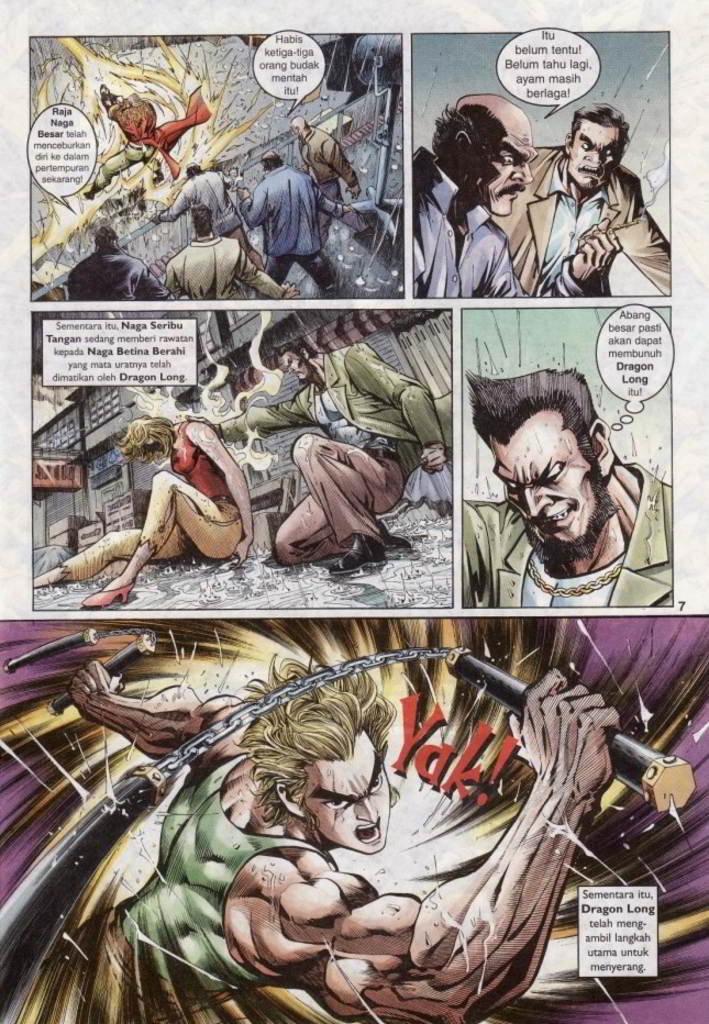 Raja
Naga
Besar telah
menceburkan
diri ke dalam
pertempuran
sekarang!
Habis
ketiga-tiga
orang budak
mentah
itu!
Itu
belum tentu!
Belum tahu lagi,
ayam masih
berlaga!
Sementara itu, Naga Seribu
Tangan sedang memberi rawatan
kepada Naga Betina Berahi
yang mata uratnya telah
dimatikan oleh Dragon Long.
Abang
besar pasti
akan dapat
membunuh
Dragon
Long
itu!
7
Yak!
Sementara itu,
Dragon Long
telah meng-
ambil langkah
utama untuk
menyerang.